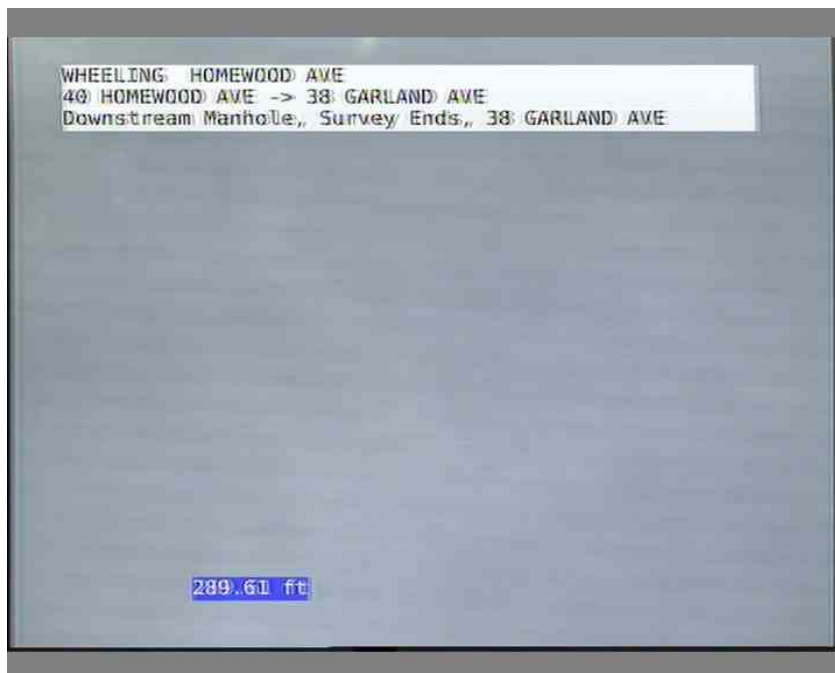 WHEELING HOMEWOOD AVE
40 HOMEWOOD AVE -> 38 GARLAND AVE
Downstream Manhole, Survey Ends, 38 GARLAND AVE
289.61 ft